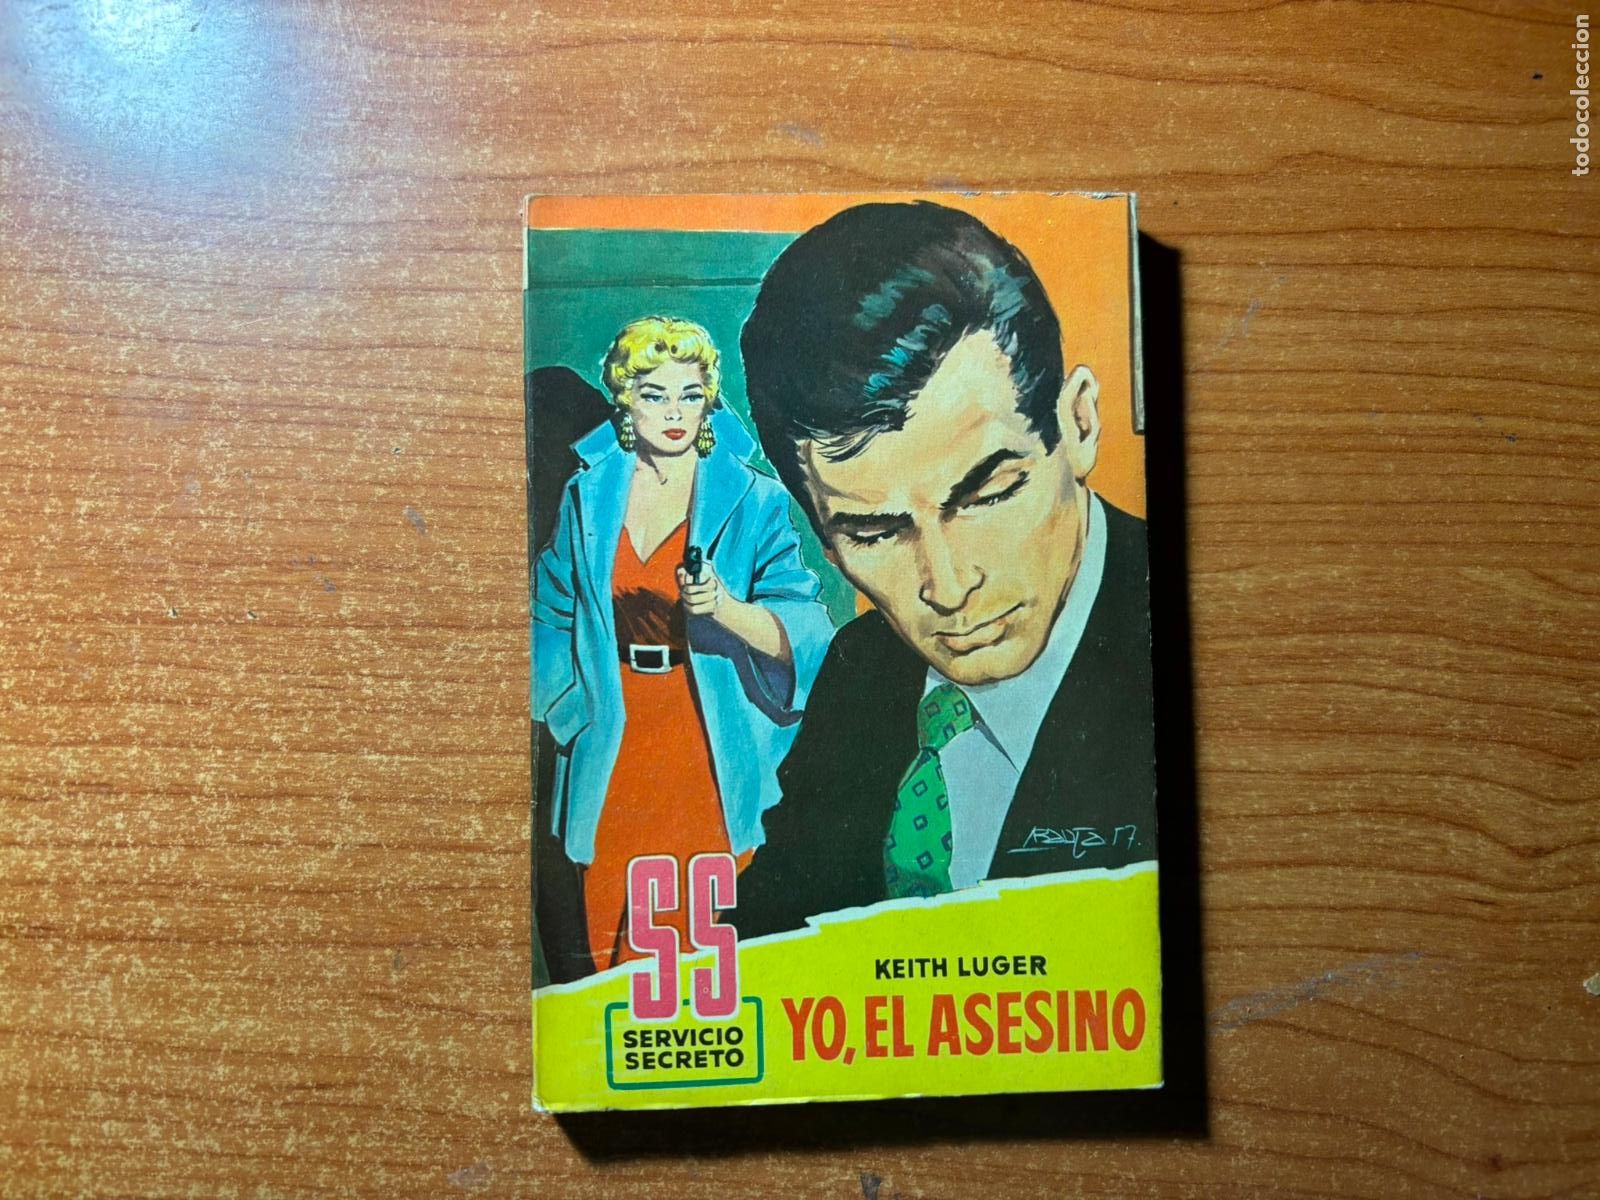 todocoleccion
SS
SERVICIO
SECRETO
KEITH LUGER
YO, EL ASESINO